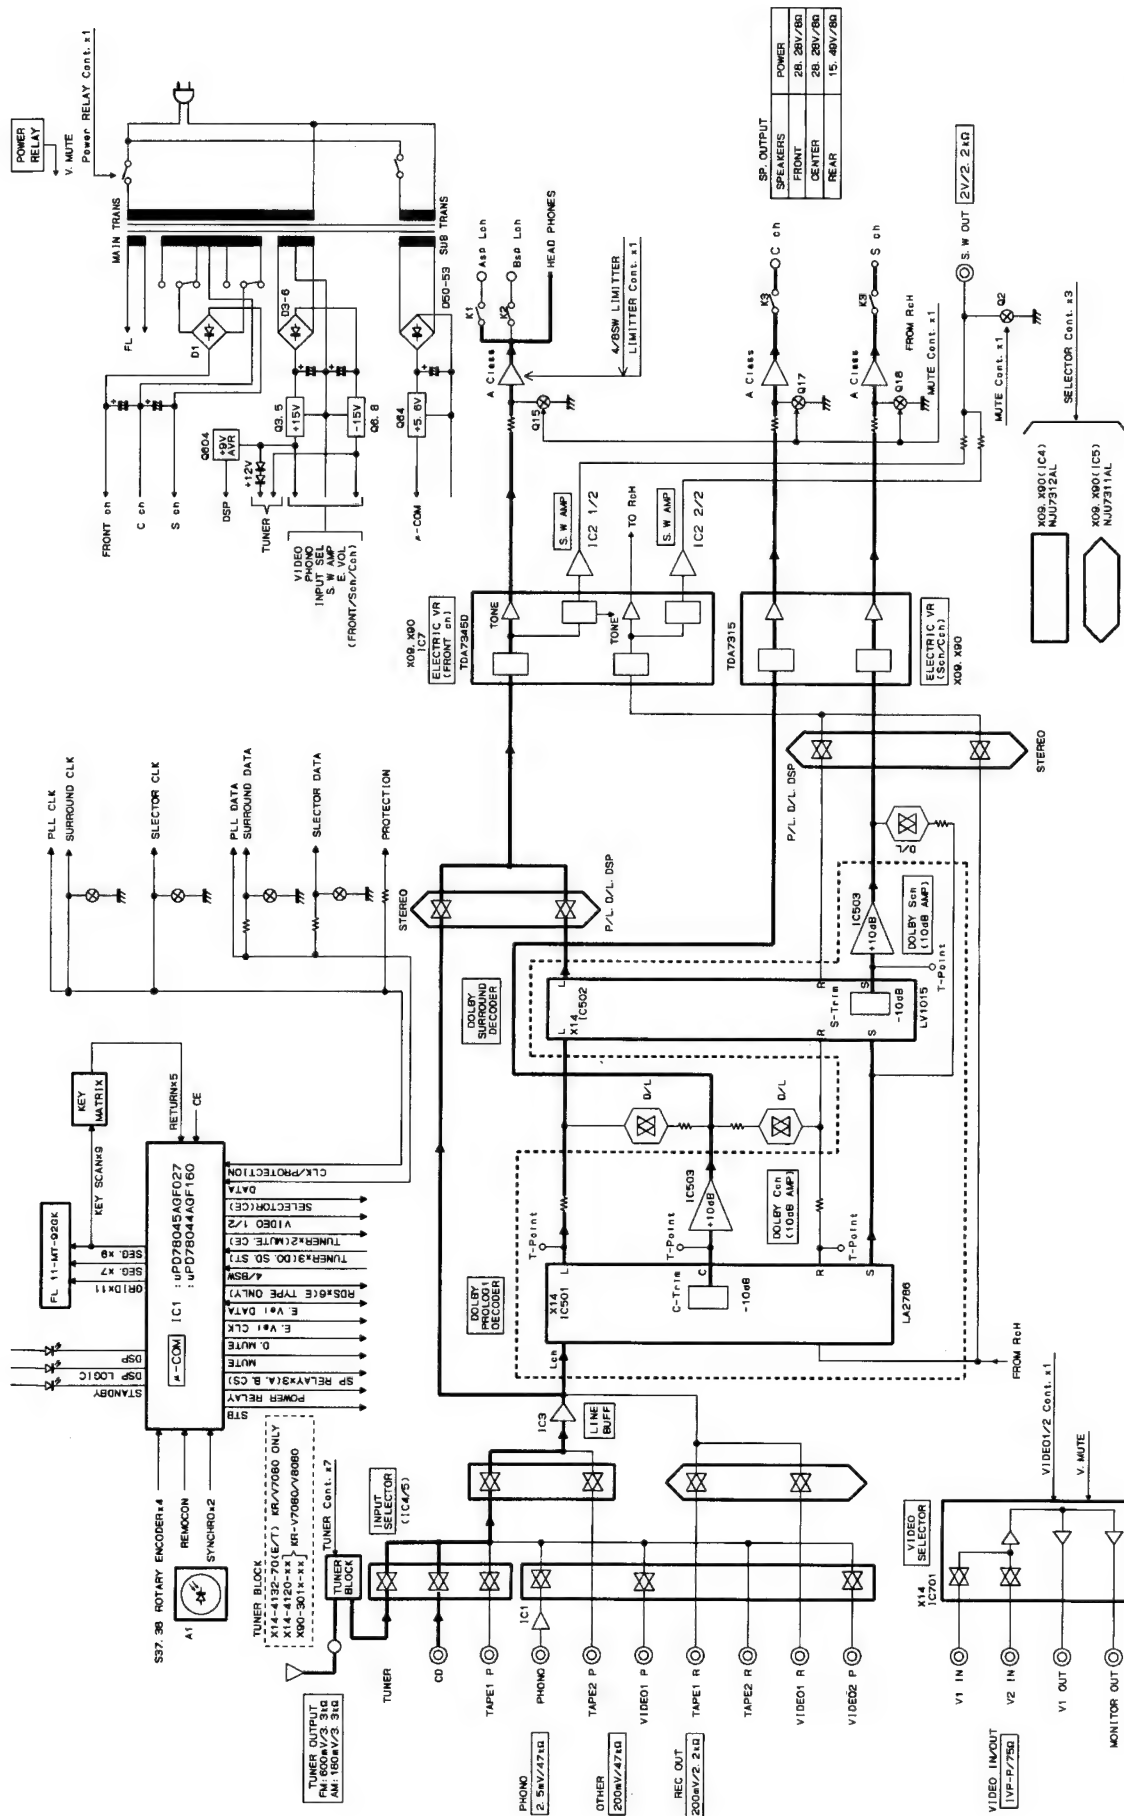 POWER
RELAY
V. MUTE
Power RELAY Cont. x1
MAIN TRANS
SUB TRANS
FL
D1
D3-6
D50-53
Q3. 5
+15V
-15V
Q6. 8
Q64
+5. 6V
Q604
+9V
AVR
+12V
FRONT ch
C ch
S ch
DSP
TUNER
VIDEO
PHONO
INPUT SEL
S. W AMP
E. VOL
(FRONT/Sch/Cch)
μ-COM
SP. OUTPUT
SPEAKERS
POWER
FRONT
28. 28V/8Ω
CENTER
28. 28V/8Ω
REAR
15. 49V/8Ω
K1
Asp Lch
K2
Bsp Lch
HEAD PHONES
A Class
4/8SW LIMITTER
LIMITTER Cont. x1
Q15
K3
C ch
A Class
Q17
K3
S ch
A Class
Q18
FROM RcH
MUTE Cont. x1
S. W OUT
2V/2. 2kΩ
Q2
MUTE Cont. x1
SELECTOR Cont. x3
X09. X90(IC4)
NJU7312AL
X09. X90(IC5)
NJU7311AL
X09. X90
IC7
ELECTRIC VR
(FRONT ch)
TDA7345D
TONE
TONE
S. W AMP
IC2 1/2
TO RcH
S. W AMP
IC2 2/2
TDA7315
ELECTRIC VR
(Sch/Cch)
X09. X90
PLL CLK
SURROUND CLK
SLECTOR CLK
PLL DATA
SURROUND DATA
SLECTOR DATA
PROTECTION
STEREO
P/L. D/L. DSP
P/L. D/L. DSP
STEREO
DOLBY
SURROUND
DECODER
X14
IC502
L
L
R
R
S
S
S-Trim
-10dB
LV1015
T-Point
IC503
+10dB
DOLBY Sch
(10dB AMP)
D/L
D/L
D/L
IC503
+10dB
DOLBY Cch
(10dB AMP)
T-Point
T-Point
T-Point
DOLBY
PROLOGI
DECODER
X14
IC501
L
C
C-Trim
-10dB
R
S
LA2786
Lch
FROM RcH
KEY
MATRIX
RETURNx5
CE
KEY SCANx9
FL 11-MT-92GK
SEG. x9
SEG. x7
GRIDx11
μ-COM
IC1 :uPD78045AGF027
:uPD78044AGF160
CLK/PROTECTION
DATA
SELECTOR(CE)
VIDEO 1/2
TUNERx2(MUTE. CE)
TUNERx3(DO. SD. ST)
4/8SW
RDSx6(E TYPE ONLY)
E. Vol DATA
E. Vol CLK
D. MUTE
MUTE
SP RELAYx3(A. B. CS)
POWER RELAY
STB
DSP
DSP LOGIC
STANDBY
S37. 38 ROTARY ENCODERx4
REMOCON
SYNCHROx2
A1
TUNER BLOCK
X14-4132-70(E/T) KR/V7080 ONLY
X14-4120-xx
X90-301x-xx
KR-V7080/V8080
TUNER Cont. x7
TUNER
BLOCK
INPUT
SELECTOR
(IC4/5)
IC3
LINE
BUFF
TUNER OUTPUT
FM:600mV/3. 3kΩ
AM:180mV/3. 3kΩ
TUNER
CD
TAPE1 P
IC1
PHONO
TAPE2 P
VIDEO1 P
TAPE1 R
TAPE2 R
VIDEO1 R
VIDEO2 P
PHONO
2. 5mV/47kΩ
OTHER
200mV/47kΩ
REC OUT
200mV/2. 2kΩ
VIDEO
SELECTOR
X14
IC701
VIDEO1/2 Cont. x1
V. MUTE
V1 IN
V2 IN
V1 OUT
MONITOR OUT
VIDEO IN/OUT
1VP-P/75Ω